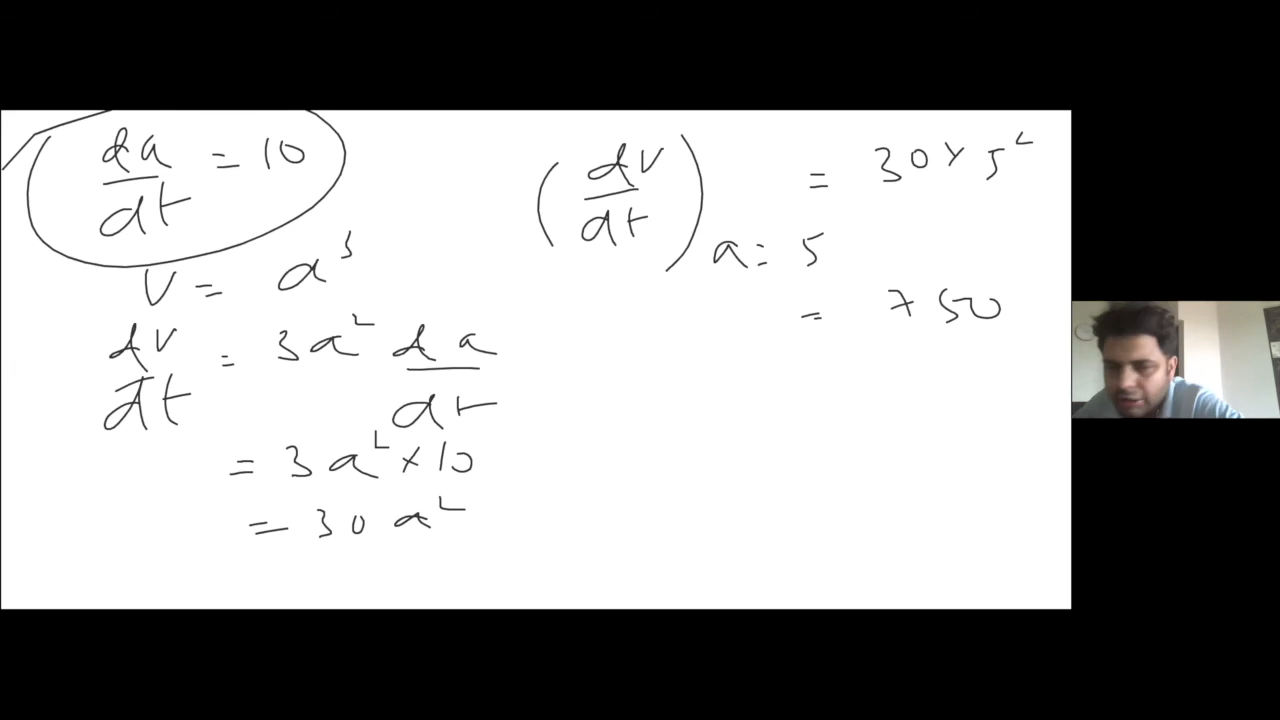 da/dt = 10
V = a³
dV/dt = 3a² da/dt
= 3a² × 10
= 30a²
(dV/dt) a = 5 = 30 × 5²
= 750